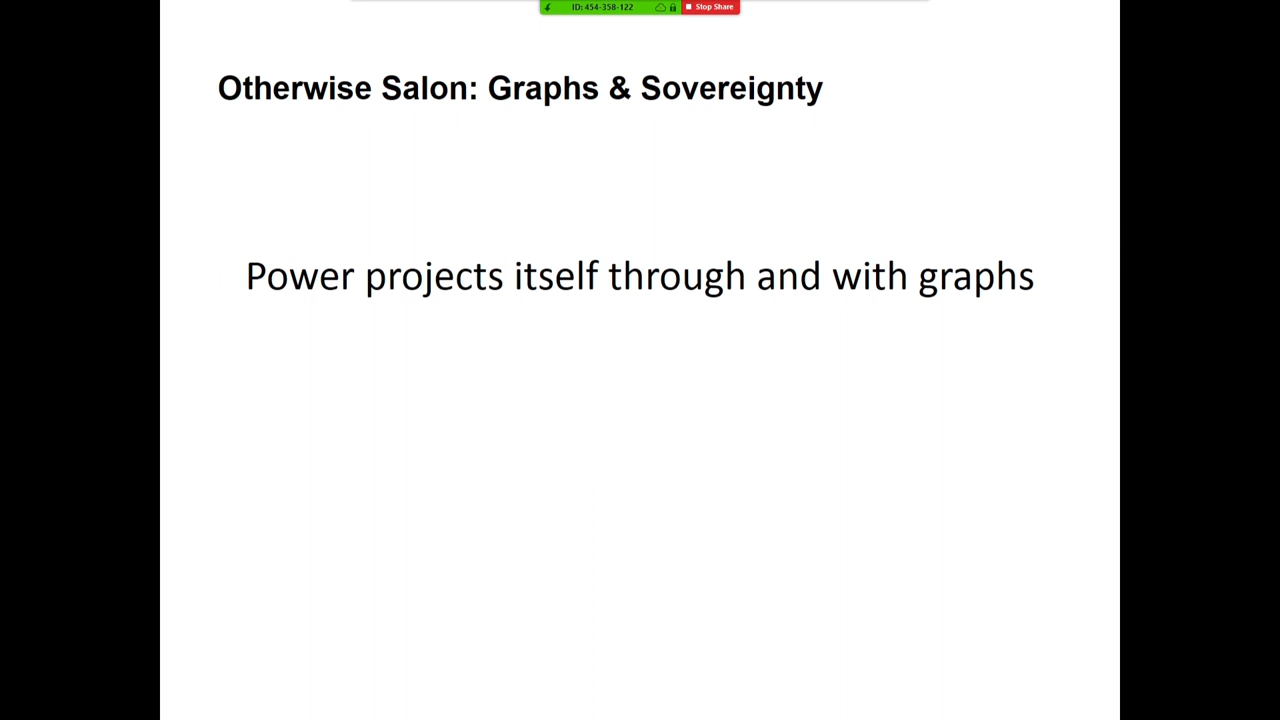 ID: 454-358-122 Stop Share
Otherwise Salon: Graphs & Sovereignty
Power projects itself through and with graphs